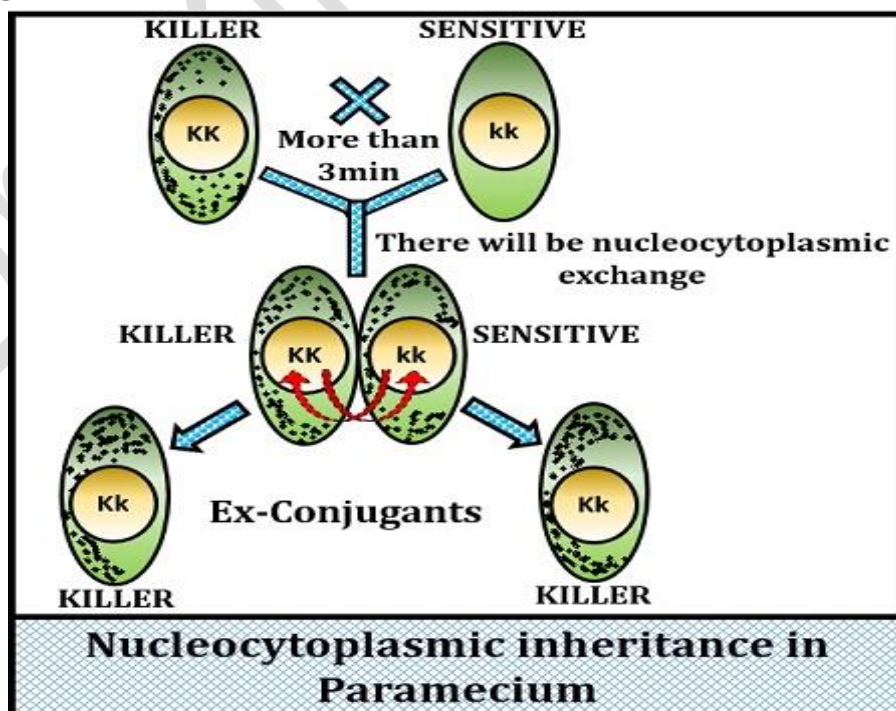 KILLER SENSITIVE
KK kk
More than
3min
There will be nucleocytoplasmic
exchange
KILLER KK kk SENSITIVE
Kk Ex-Conjugants Kk
KILLER KILLER
Nucleocytoplasmic inheritance in
Paramecium